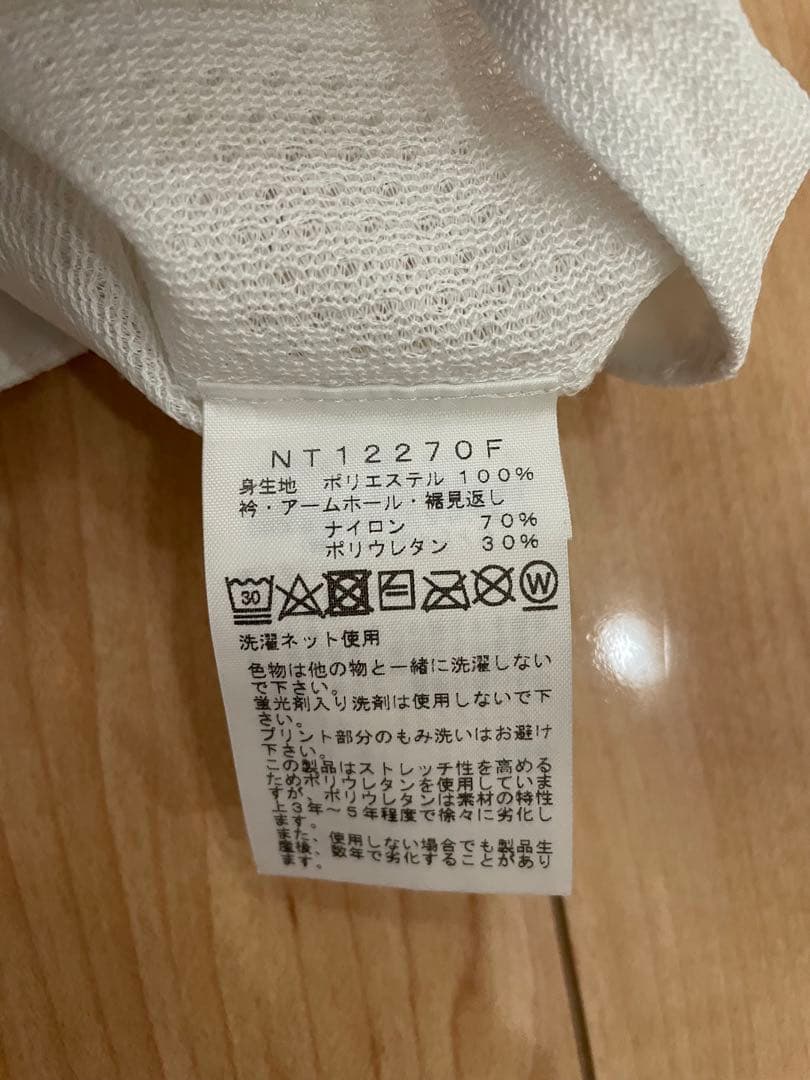 NT12270F
身生地 ポリエステル 100%
衿・アームホール・裾見返し
ナイロン 70%
ポリウレタン 30%
30 W
洗濯ネット使用
色物は他の物と一緒に洗濯しない
で下さい。
蛍光剤入り洗剤は使用しないで下
さい。
プリント部分のもみ洗いはお避け
下さい。
この製品はストレッチ性を高める
ためポリウレタンを使用していま
すが、ポリウレタンは素材の特性
上3年～5年程度で徐々に劣化し
ます。
また、使用しない場合でも製品生
産後、数年で劣化することがあり
ます。